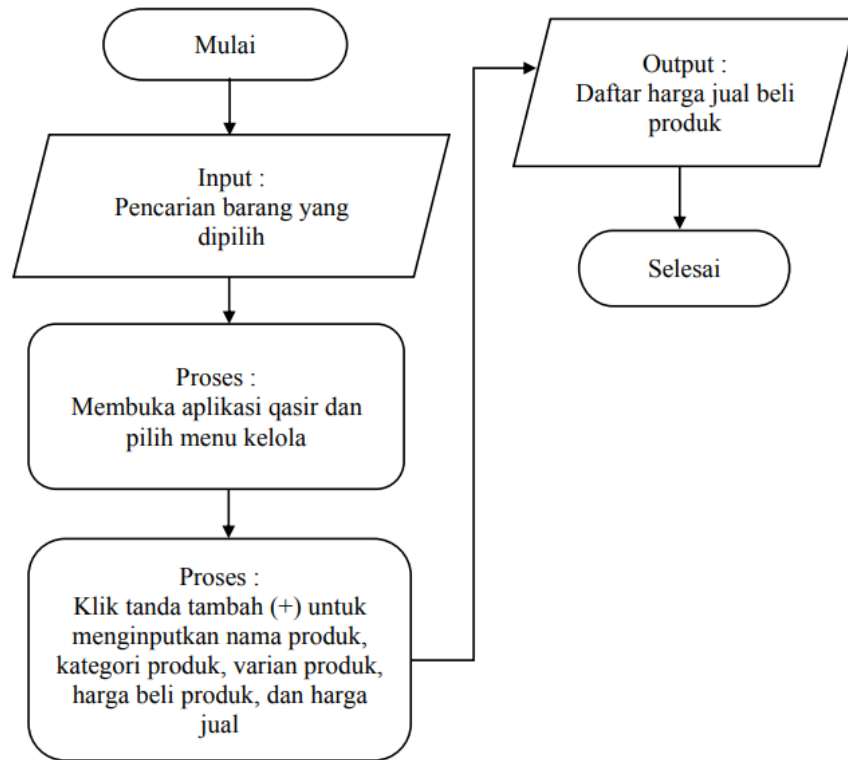 Mulai
Input :
Pencarian barang yang
dipilih
Proses :
Membuka aplikasi qasir dan
pilih menu kelola
Proses :
Klik tanda tambah (+) untuk
menginputkan nama produk,
kategori produk, varian produk,
harga beli produk, dan harga
jual
Output :
Daftar harga jual beli
produk
Selesai